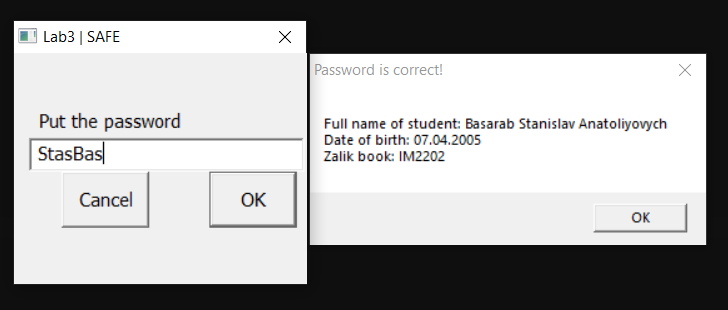 Lab3 | SAFE
Put the password
StasBas
Cancel
OK
Password is correct!
Full name of student: Basarab Stanislav Anatoliyovych
Date of birth: 07.04.2005
Zalik book: IM2202
OK